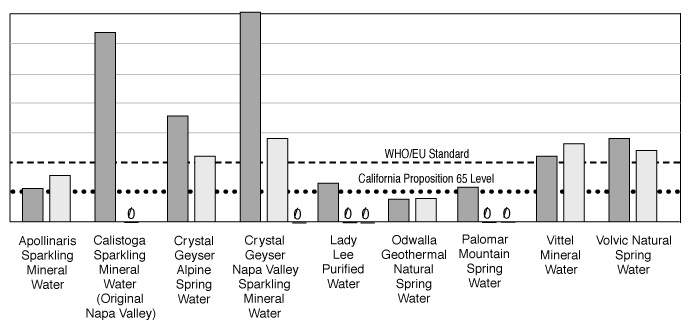 WHO/EU Standard
California Proposition 65 Level
0
0
0 0
0 0
Apollinaris
Sparkling
Mineral
Water
Calistoga
Sparkling
Mineral
Water
(Original
Napa Valley)
Crystal
Geyser
Alpine
Spring
Water
Crystal
Geyser
Napa Valley
Sparkling
Mineral
Water
Lady
Lee
Purified
Water
Odwalla
Geothermal
Natural
Spring
Water
Palomar
Mountain
Spring
Water
Vittel
Mineral
Water
Volvic Natural
Spring
Water